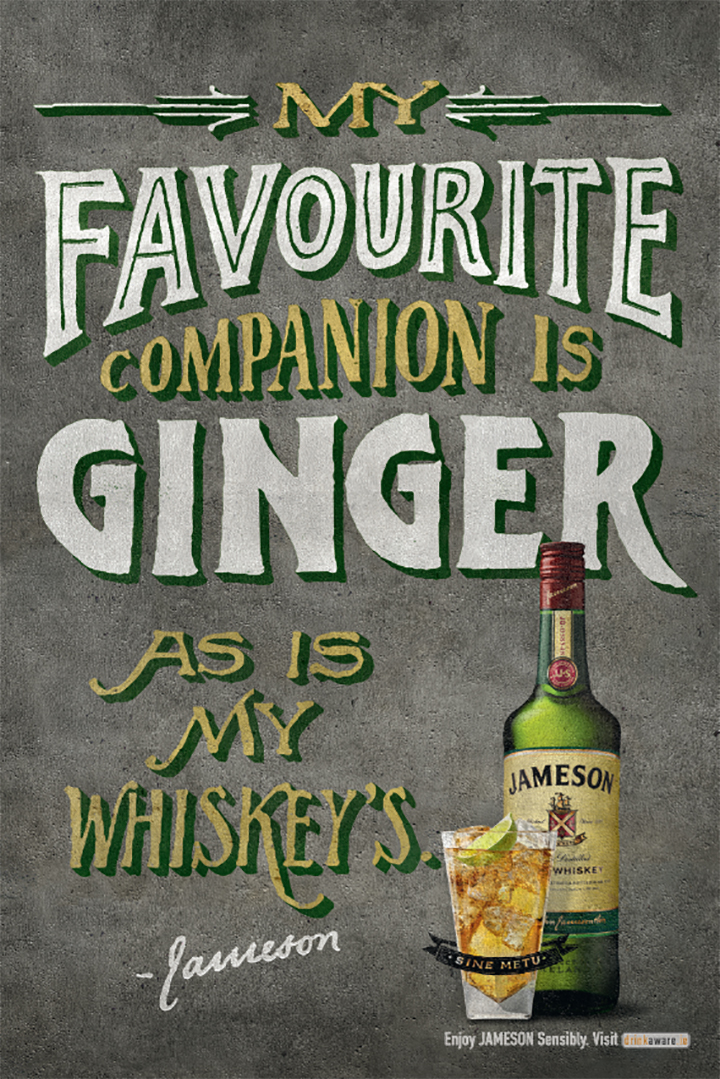 MY
FAVOURITE
COMPANION IS
GINGER
AS IS
MY
WHISKEY'S.
-Jameson
J.J&S
JAMESON
Distilled
WHISKEY
SINE METU
Enjoy JAMESON Sensibly. Visit drinkaware.ie